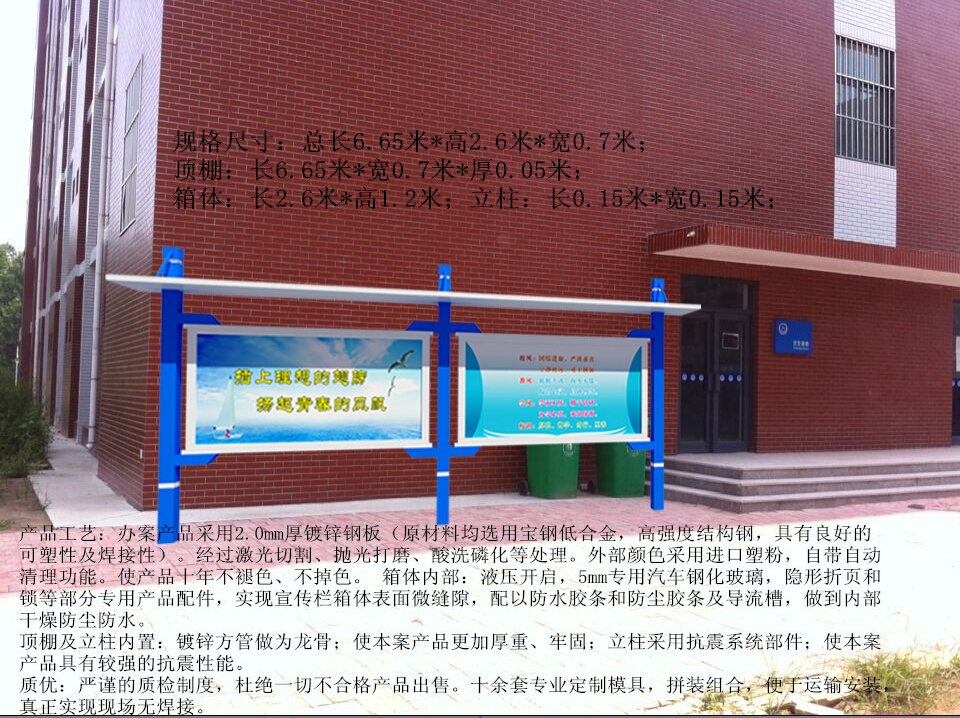 规格尺寸：总长6.65米*高2.6米*宽0.7米；
顶棚：长6.65米*宽0.7米*厚0.05米；
箱体：长2.6米*高1.2米；立柱：长0.15米*宽0.15米；
插上理想的翅膀
扬起青春的风帆
产品工艺：办案产品采用2.0mm厚镀锌钢板（原材料均选用宝钢低合金，高强度结构钢，具有良好的
可塑性及焊接性）。经过激光切割、抛光打磨、酸洗磷化等处理。外部颜色采用进口塑粉，自带自动
清理功能。使产品十年不褪色、不掉色。 箱体内部：液压开启，5mm专用汽车钢化玻璃，隐形折页和
锁等部分专用产品配件，实现宣传栏箱体表面微缝隙，配以防水胶条和防尘胶条及导流槽，做到内部
干燥防尘防水。
顶棚及立柱内置：镀锌方管做为龙骨；使本案产品更加厚重、牢固；立柱采用抗震系统部件；使本案
产品具有较强的抗震性能。
质优：严谨的质检制度，杜绝一切不合格产品出售。十余套专业定制模具，拼装组合，便于运输安装，
真正实现现场无焊接。